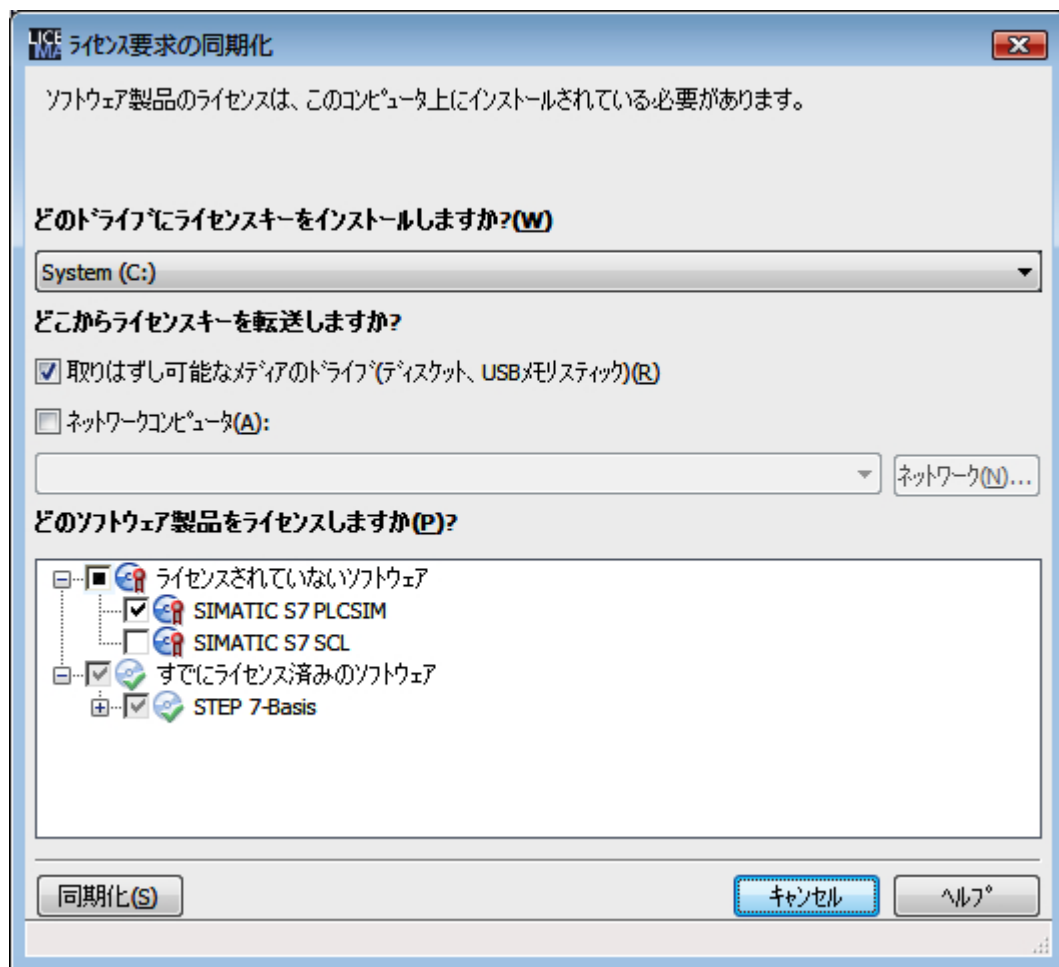 LICE
IMA
ﾗｲｾﾝｽ要求の同期化
ｿﾌﾄｳｪｱ製品のﾗｲｾﾝｽは、このｺﾝﾋﾟｭｰﾀ上にｲﾝｽﾄｰﾙされている必要があります。
どのﾄﾞﾗｲﾌﾞにﾗｲｾﾝｽｷｰをｲﾝｽﾄｰﾙしますか?(W)
System (C:)
どこからﾗｲｾﾝｽｷｰを転送しますか?
取りはずし可能なﾒﾃﾞｨｱのﾄﾞﾗｲﾌﾞ(ﾃﾞｨｽｹｯﾄ、USBﾒﾓﾘｽﾃｨｯｸ)(R)
ﾈｯﾄﾜｰｸｺﾝﾋﾟｭｰﾀ(A):
ﾈｯﾄﾜｰｸ(N)...
どのｿﾌﾄｳｪｱ製品をﾗｲｾﾝｽしますか(P)?
ﾗｲｾﾝｽされていないｿﾌﾄｳｪｱ
SIMATIC S7 PLCSIM
SIMATIC S7 SCL
すでにﾗｲｾﾝｽ済みのｿﾌﾄｳｪｱ
STEP 7-Basis
同期化(S)
ｷｬﾝｾﾙ
ﾍﾙﾌﾟ